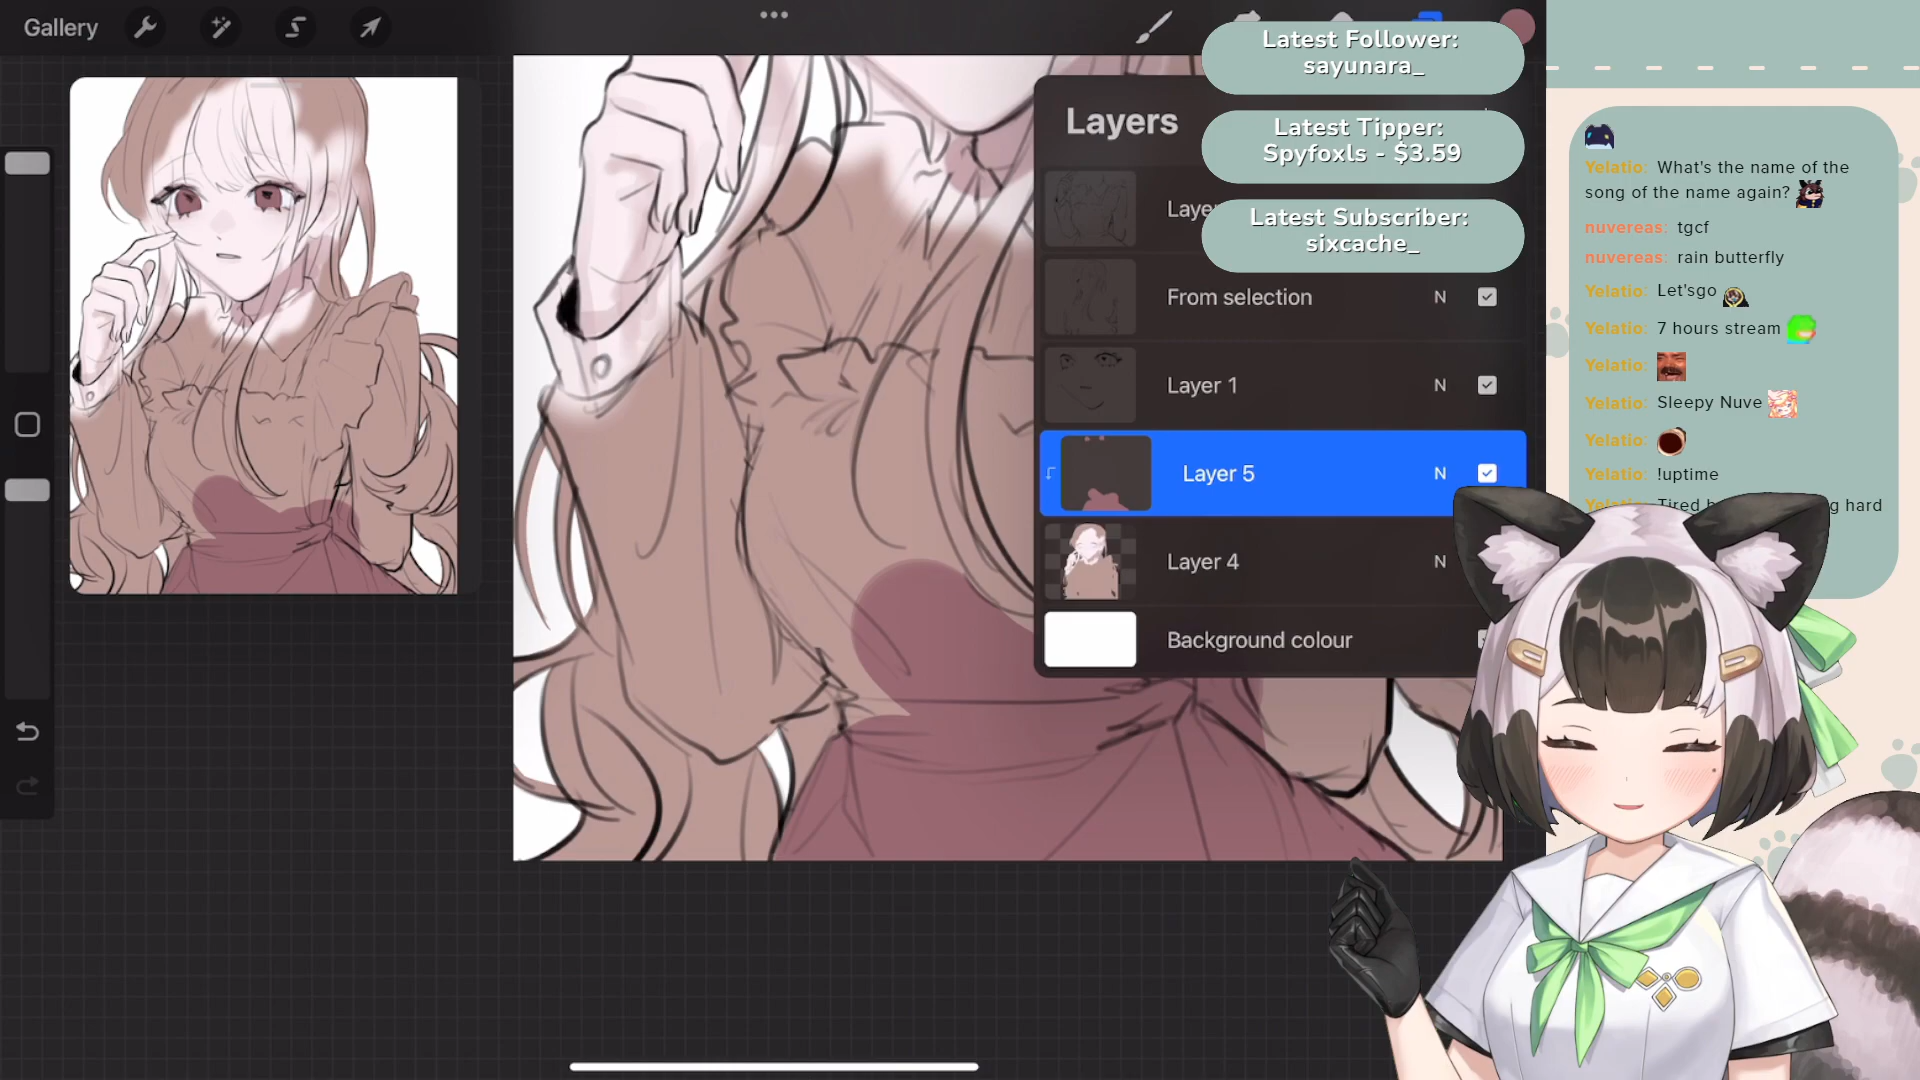 Gallery
Layers
Laye
From selection
N
Layer 1
N
Layer 5
N
Layer 4
N
Background colour
Latest Follower:
sayunara_
Latest Tipper:
Spyfoxls - $3.59
Latest Subscriber:
sixcache_
Yelatio: What's the name of the
song of the name again?
nuvereas: tgcf
nuvereas: rain butterfly
Yelatio: Let'sgo
Yelatio: 7 hours stream
Yelatio:
Yelatio: Sleepy Nuve
Yelatio:
Yelatio: !uptime